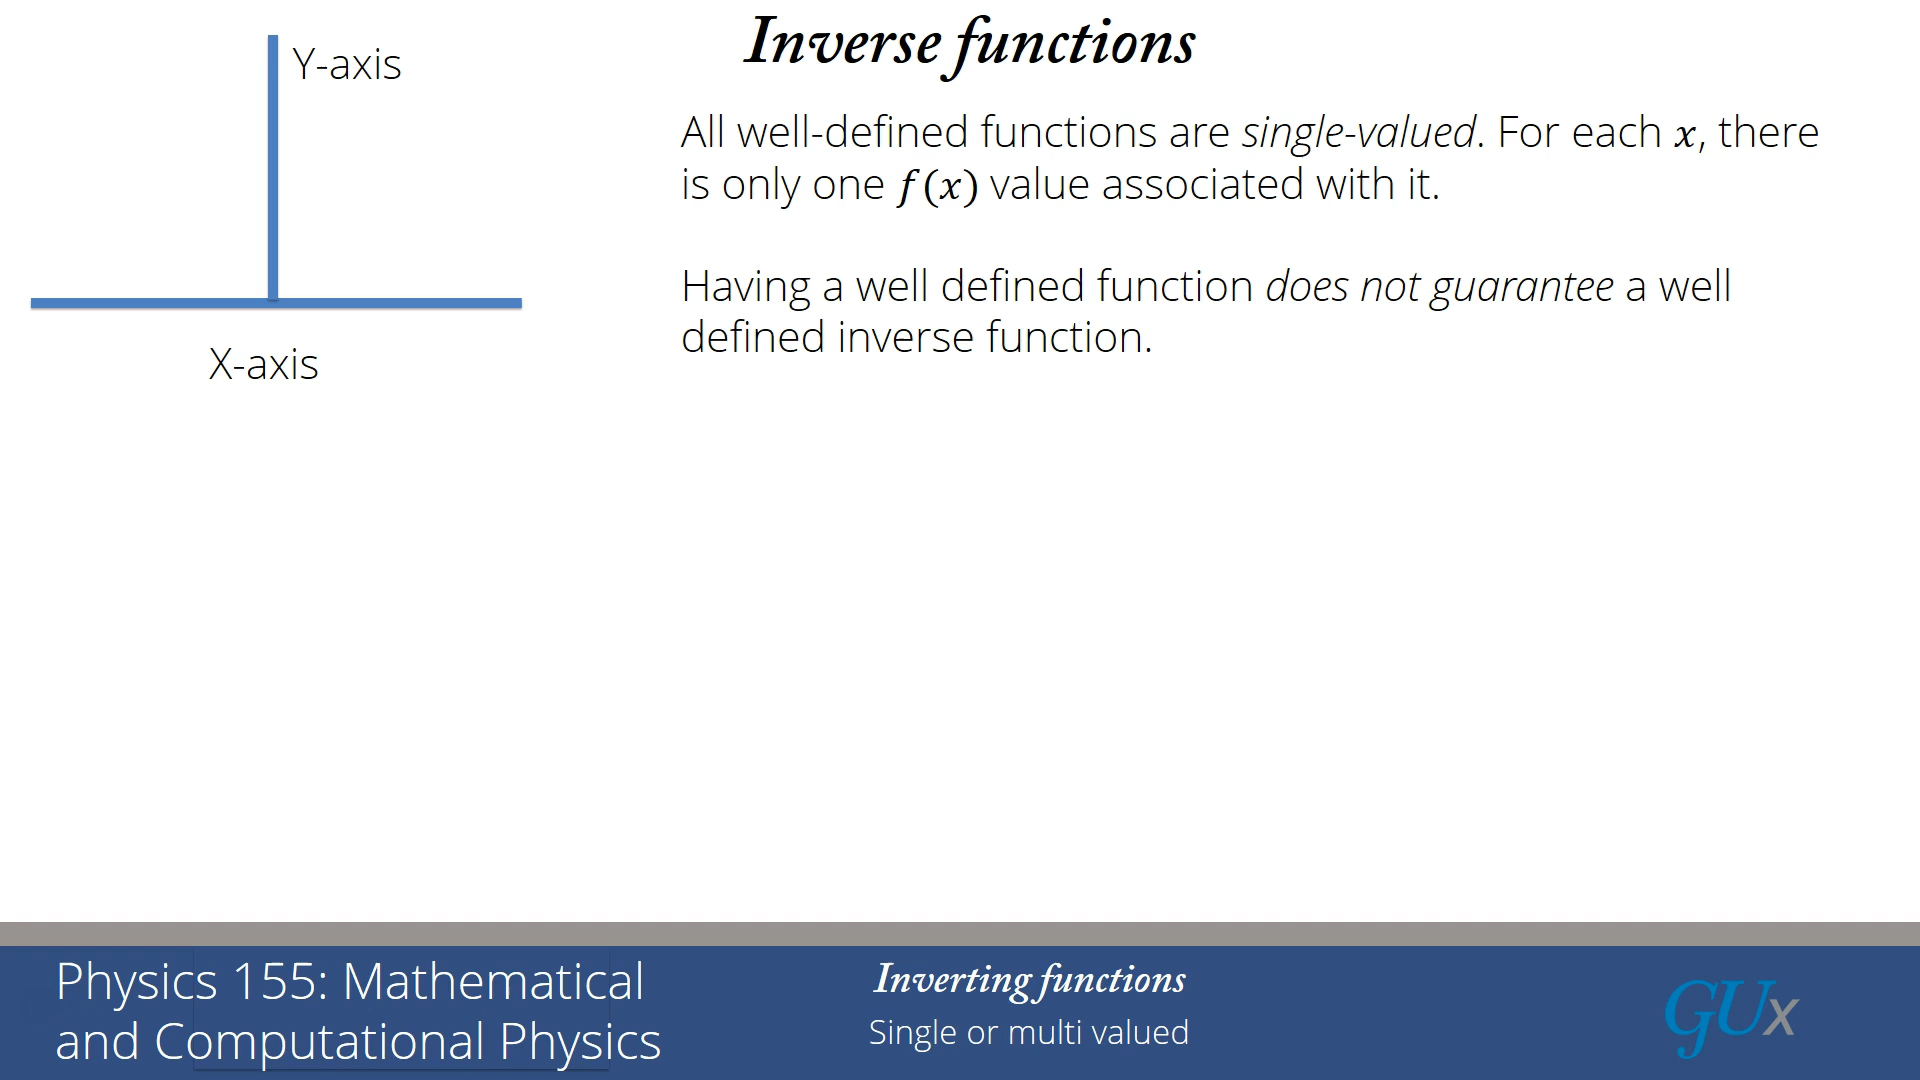 Inverse functions
Y-axis
X-axis
All well-defined functions are single-valued. For each x, there
is only one f(x) value associated with it.
Having a well defined function does not guarantee a well
defined inverse function.
Physics 155: Mathematical
and Computational Physics
Inverting functions
Single or multi valued
GUx